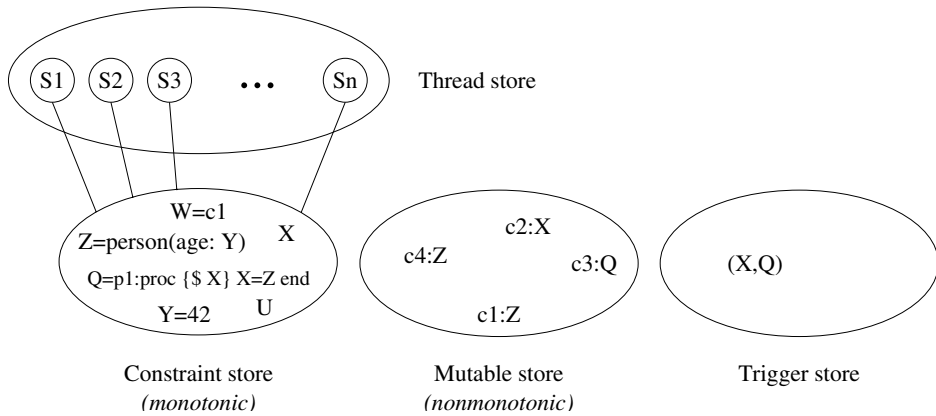 S1 S2 S3 ... Sn Thread store
W=c1
Z=person(age: Y) X
Q=p1:proc {$ X} X=Z end
Y=42 U
c2:X
c4:Z
c3:Q
c1:Z
(X,Q)
Constraint store
(monotonic)
Mutable store
(nonmonotonic)
Trigger store